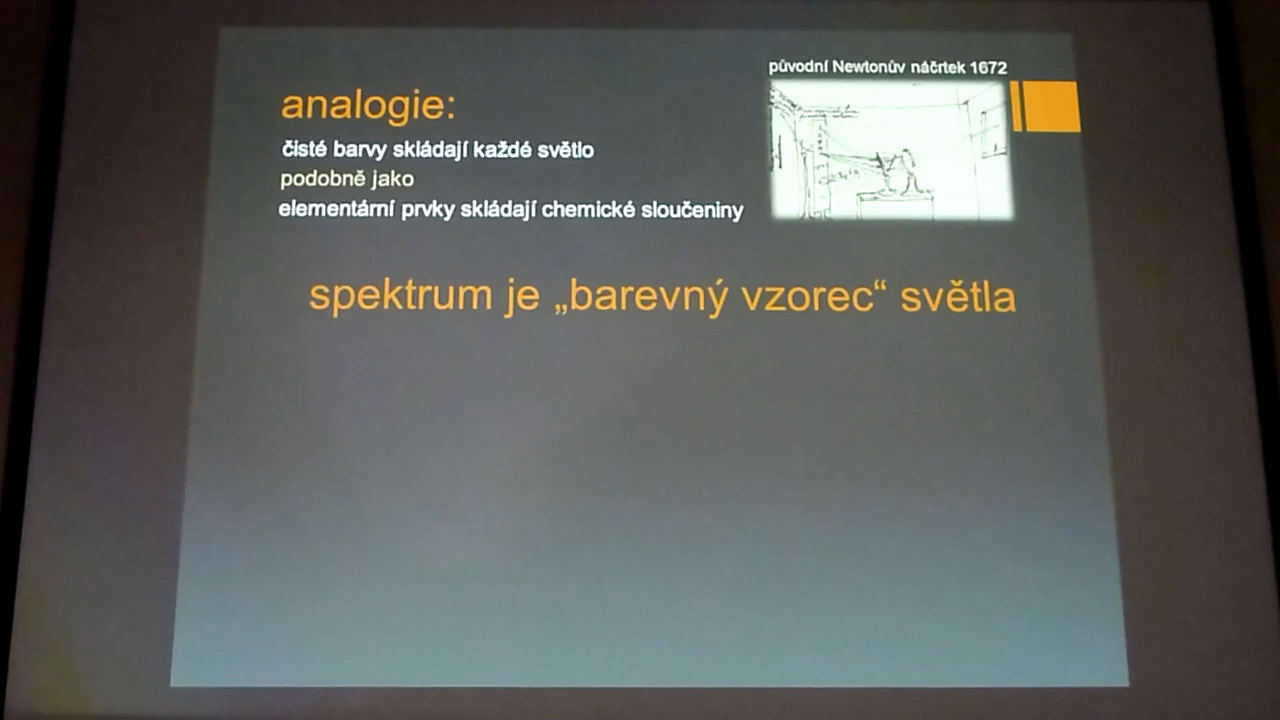 původní Newtonův náčrtek 1672
analogie:
čisté barvy skládají každé světlo
podobně jako
elementární prvky skládají chemické sloučeniny
spektrum je „barevný vzorec“ světla